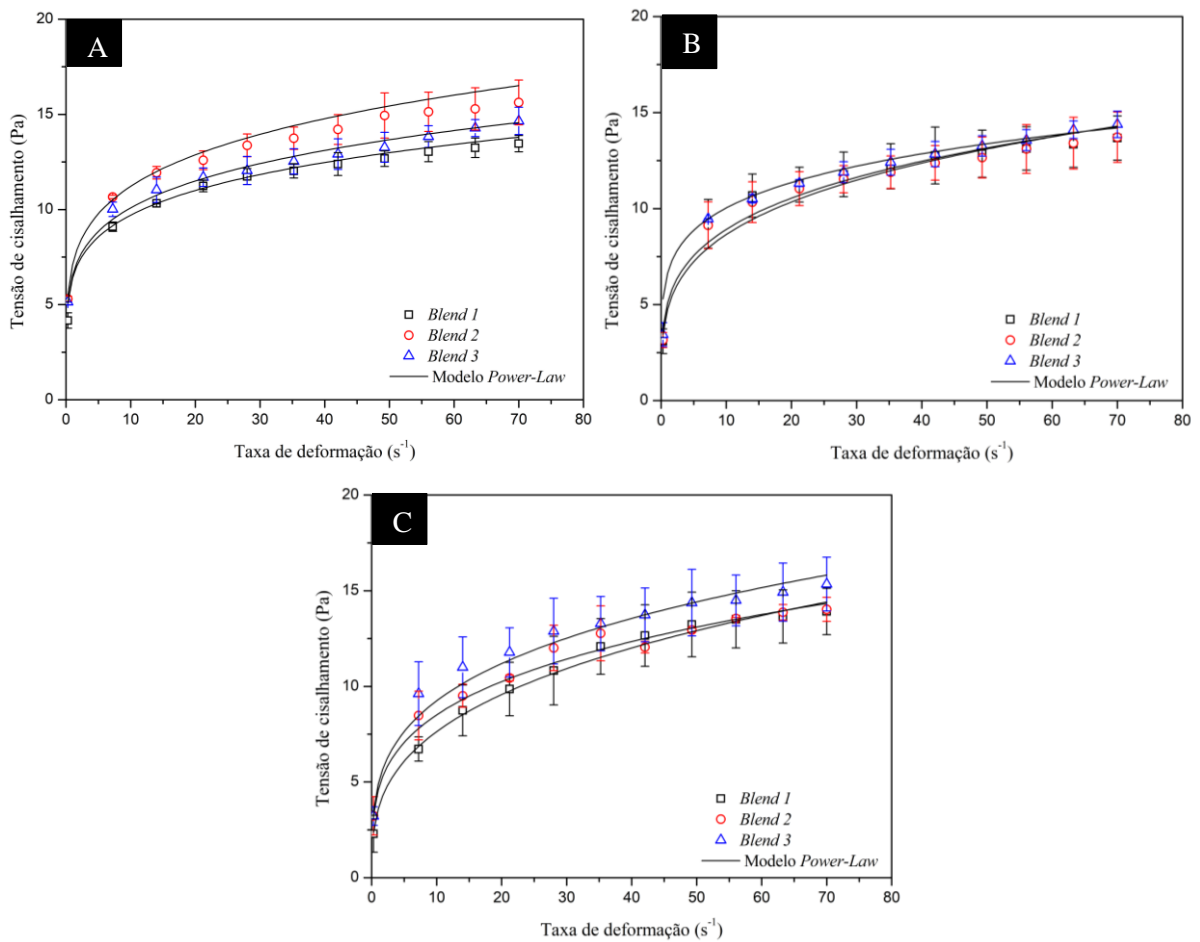 A
Tensão de cisalhamento (Pa)
20
15
10
5
0
Blend 1
Blend 2
Blend 3
Modelo Power-Law
0 10 20 30 40 50 60 70 80
Taxa de deformação (s-1)
B
Tensão de cisalhamento (Pa)
20
15
10
5
0
Blend 1
Blend 2
Blend 3
Modelo Power-Law
0 10 20 30 40 50 60 70 80
Taxa de deformação (s-1)
C
Tensão de cisalhamento (Pa)
20
15
10
5
0
Blend 1
Blend 2
Blend 3
Modelo Power-Law
0 10 20 30 40 50 60 70 80
Taxa de deformação (s-1)